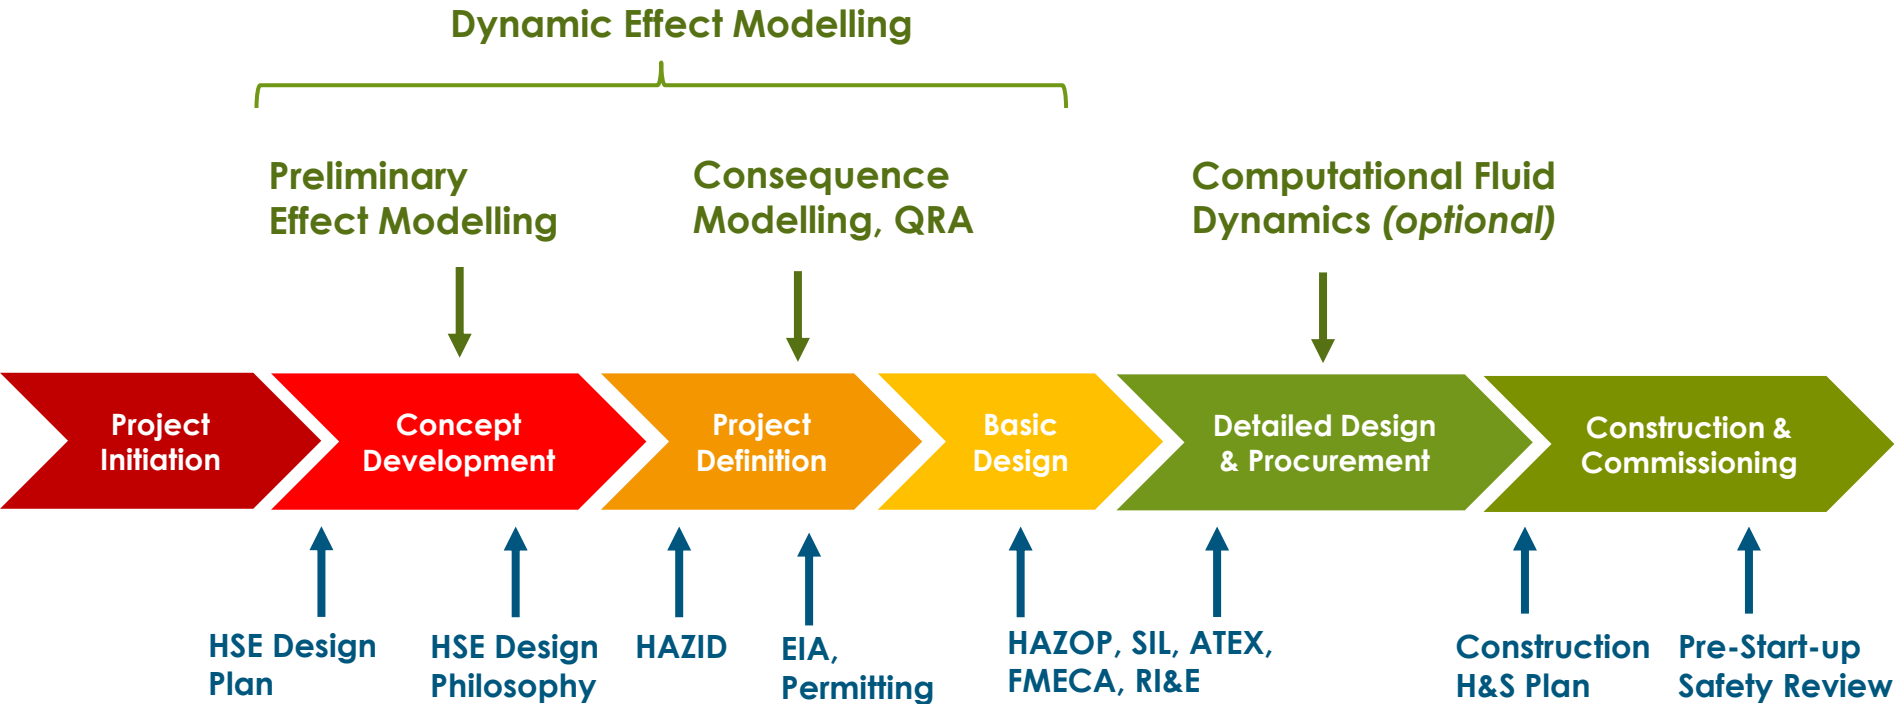 Dynamic Effect Modelling
Preliminary
Effect Modelling
Consequence
Modelling, QRA
Computational Fluid
Dynamics (optional)
Project
Initiation
Concept
Development
Project
Definition
Basic
Design
Detailed Design
& Procurement
Construction &
Commissioning
HSE Design
Plan
HSE Design
Philosophy
HAZID
EIA,
Permitting
HAZOP, SIL, ATEX,
FMECA, RI&E
Construction
H&S Plan
Pre-Start-up
Safety Review